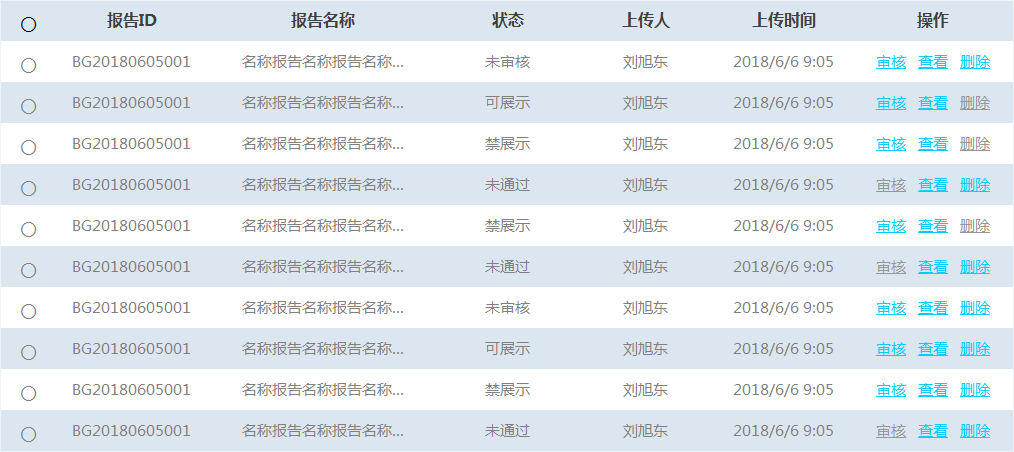 报告ID 报告名称 状态 上传人 上传时间 操作
BG20180605001 名称报告名称报告名称... 未审核 刘旭东 2018/6/6 9:05 审核 查看 删除
BG20180605001 名称报告名称报告名称... 可展示 刘旭东 2018/6/6 9:05 审核 查看 删除
BG20180605001 名称报告名称报告名称... 禁展示 刘旭东 2018/6/6 9:05 审核 查看 删除
BG20180605001 名称报告名称报告名称... 未通过 刘旭东 2018/6/6 9:05 审核 查看 删除
BG20180605001 名称报告名称报告名称... 禁展示 刘旭东 2018/6/6 9:05 审核 查看 删除
BG20180605001 名称报告名称报告名称... 未通过 刘旭东 2018/6/6 9:05 审核 查看 删除
BG20180605001 名称报告名称报告名称... 未审核 刘旭东 2018/6/6 9:05 审核 查看 删除
BG20180605001 名称报告名称报告名称... 可展示 刘旭东 2018/6/6 9:05 审核 查看 删除
BG20180605001 名称报告名称报告名称... 禁展示 刘旭东 2018/6/6 9:05 审核 查看 删除
BG20180605001 名称报告名称报告名称... 未通过 刘旭东 2018/6/6 9:05 审核 查看 删除